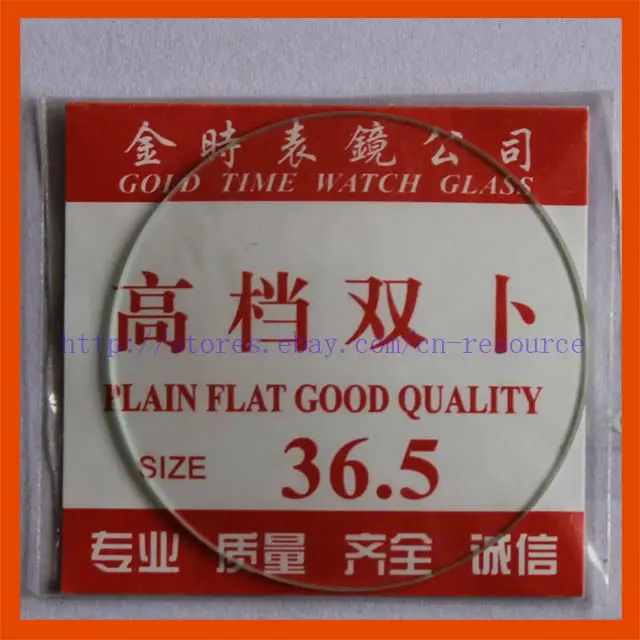 金時表鏡公司
GOLD TIME WATCH GLASS
高档双卜
http://stores.ebay.com/cn-resource
PLAIN FLAT GOOD QUALITY
SIZE 36.5
专业 质量 齐全 诚信